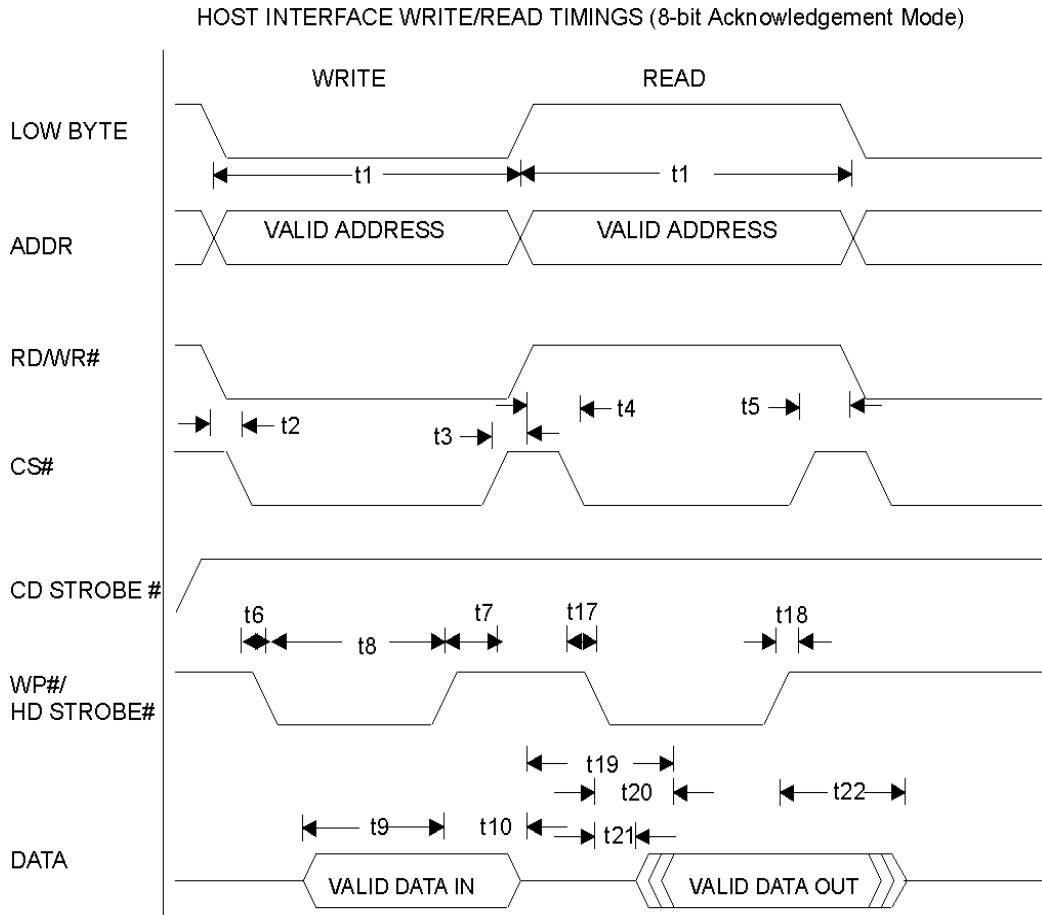 HOST INTERFACE WRITE/READ TIMINGS (8-bit Acknowledgement Mode)
WRITE READ
LOW BYTE
t1 t1
VALID ADDRESS VALID ADDRESS
ADDR
RD/WR#
t2 t3 t4 t5
CS#
CD STROBE #
t6 t7 t17 t18
t8
WP#/
HD STROBE#
t19
t20 t22
t9 t10 t21
DATA
VALID DATA IN VALID DATA OUT